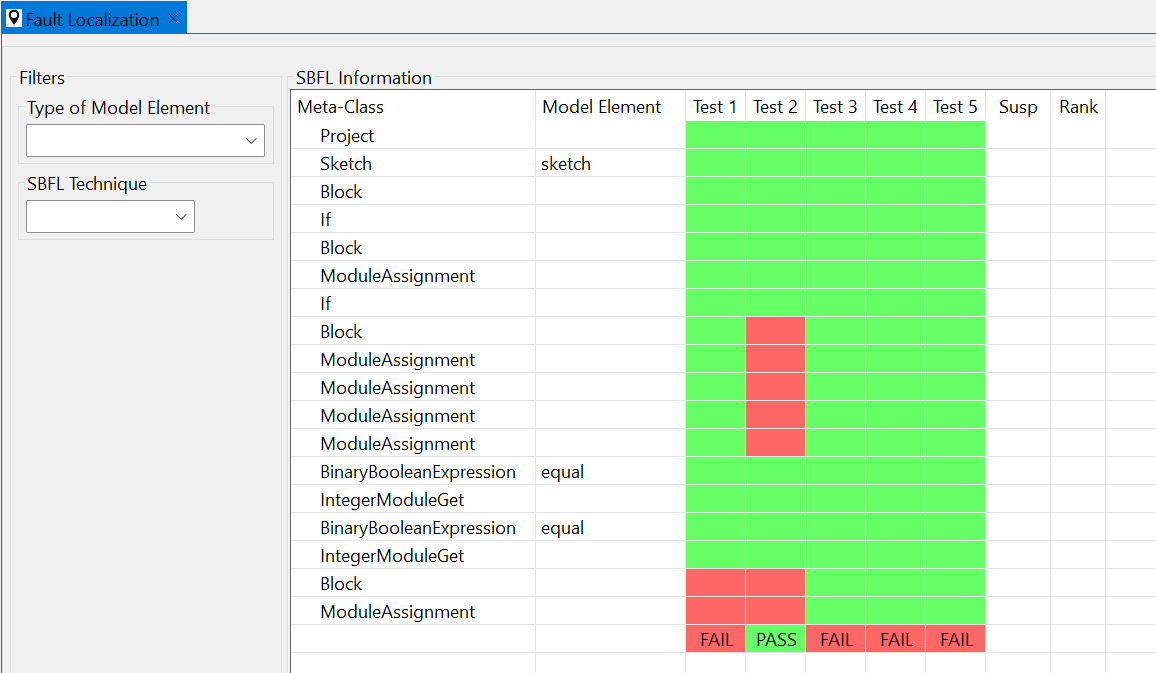 Fault Localization
Filters
Type of Model Element
SBFL Technique
SBFL Information
Meta-Class Model Element Test 1 Test 2 Test 3 Test 4 Test 5 Susp Rank
Project
Sketch sketch
Block
If
Block
ModuleAssignment
If
Block
ModuleAssignment
ModuleAssignment
ModuleAssignment
ModuleAssignment
BinaryBooleanExpression equal
IntegerModuleGet
BinaryBooleanExpression equal
IntegerModuleGet
Block
ModuleAssignment
FAIL PASS FAIL FAIL FAIL